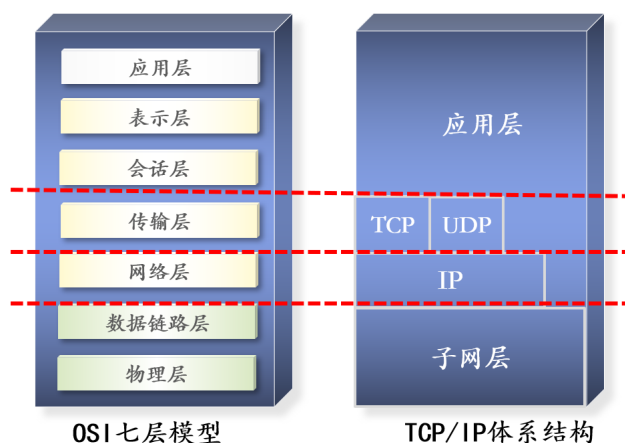 应用层
表示层
会话层
传输层
网络层
数据链路层
物理层
OSI七层模型
应用层
TCP UDP
IP
子网层
TCP/IP体系结构